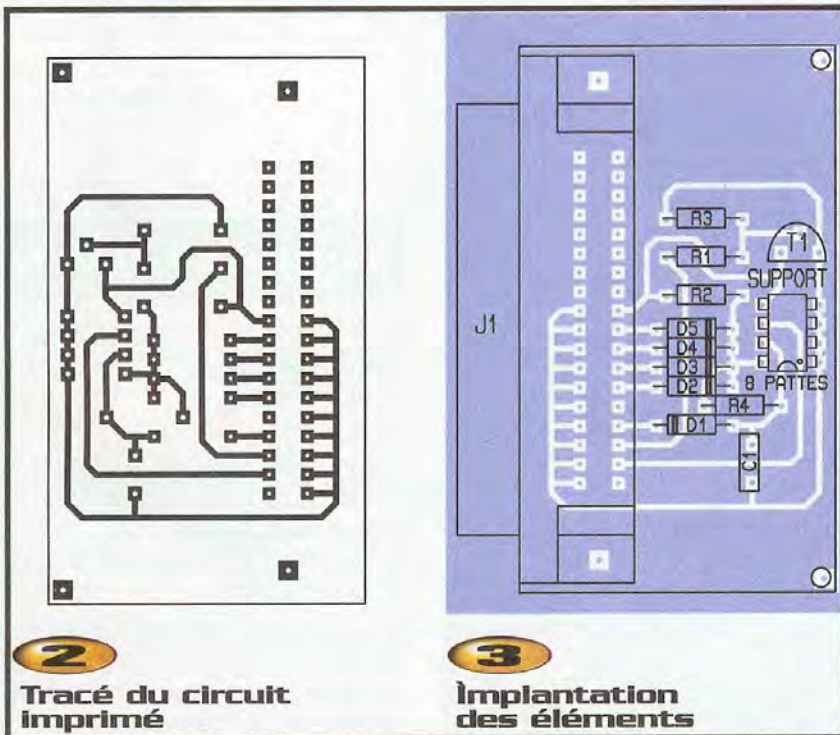 J1
R3
T1
R1
SUPPORT
R2
D5
D4
D3
D2
8 PATTES
R4
D1
C1
2
Tracé du circuit
imprimé
3
Ìmplantation
des éléments